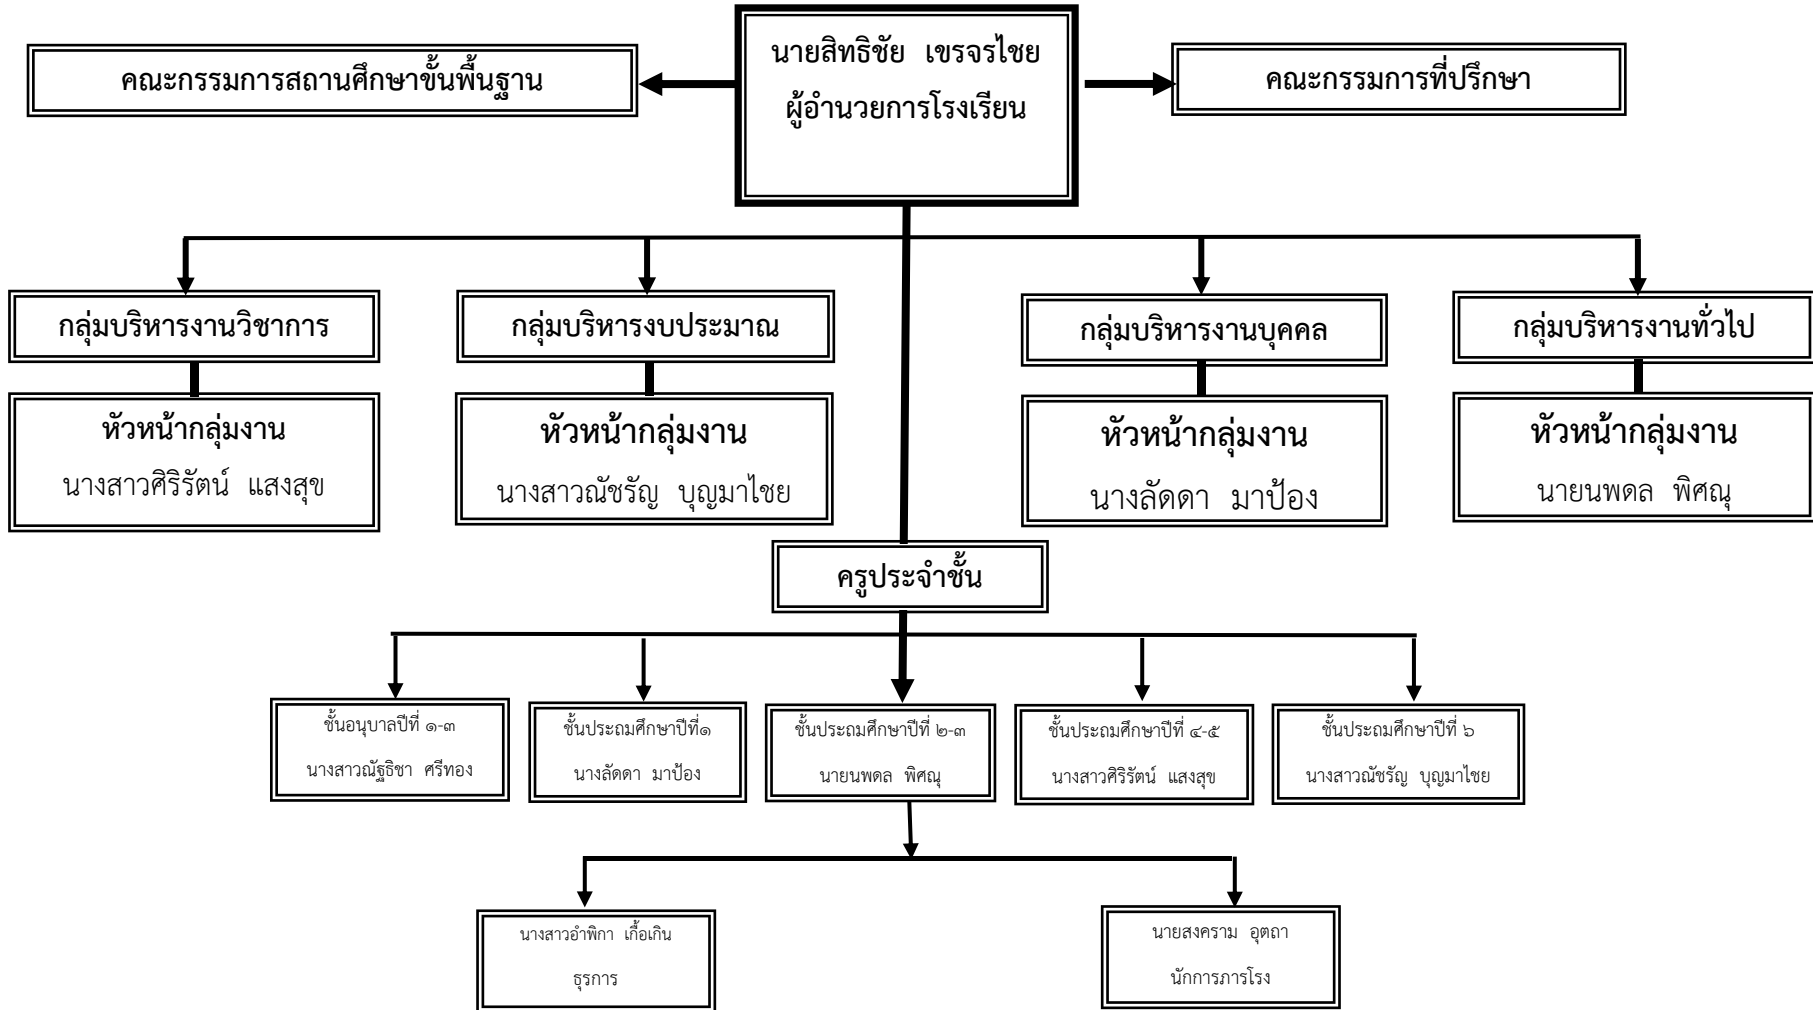 นายสิทธิชัย เขรจรไชย
ผู้อำนวยการโรงเรียน
คณะกรรมการสถานศึกษาขั้นพื้นฐาน
คณะกรรมการที่ปรึกษา
กลุ่มบริหารงานวิชาการ
กลุ่มบริหารงบประมาณ
กลุ่มบริหารงานบุคคล
กลุ่มบริหารงานทั่วไป
หัวหน้ากลุ่มงาน
นางสาวศิริรัตน์ แสงสุข
หัวหน้ากลุ่มงาน
นางสาวณัชรัญ บุญมาไชย
หัวหน้ากลุ่มงาน
นางลัดดา มาป้อง
หัวหน้ากลุ่มงาน
นายนพดล พิศณุ
ครูประจำชั้น
ชั้นอนุบาลปีที่ ๑-๓
นางสาวณัฐธิชา ศรีทอง
ชั้นประถมศึกษาปีที่๑
นางลัดดา มาป้อง
ชั้นประถมศึกษาปีที่ ๒-๓
นายนพดล พิศณุ
ชั้นประถมศึกษาปีที่ ๔-๕
นางสาวศิริรัตน์ แสงสุข
ชั้นประถมศึกษาปีที่ ๖
นางสาวณัชรัญ บุญมาไชย
นางสาวอำพิกา เกื้อเกิน
ธุรการ
นายสงคราม อุตถา
นักการภารโรง